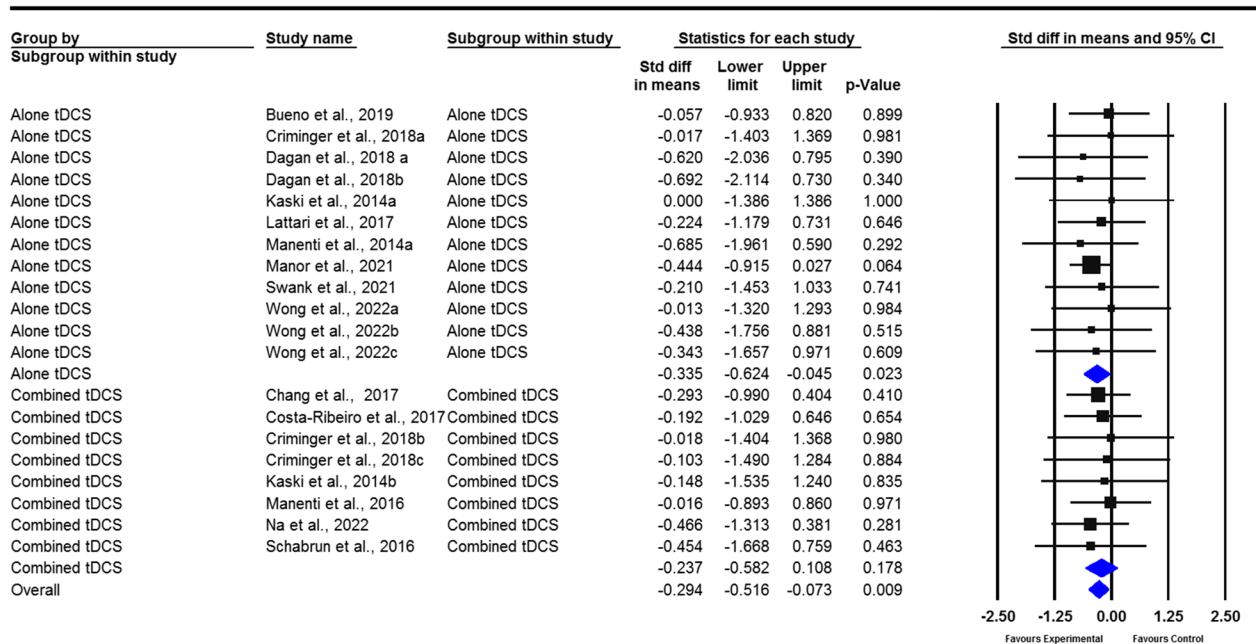 Group by Study name Subgroup within study Statistics for each study Std diff in means and 95% CI
Subgroup within study
Std diff Lower Upper
in means limit limit p-Value
Alone tDCS Bueno et al., 2019 Alone tDCS -0.057 -0.933 0.820 0.899
Alone tDCS Criminger et al., 2018a Alone tDCS -0.017 -1.403 1.369 0.981
Alone tDCS Dagan et al., 2018 a Alone tDCS -0.620 -2.036 0.795 0.390
Alone tDCS Dagan et al., 2018b Alone tDCS -0.692 -2.114 0.730 0.340
Alone tDCS Kaski et al., 2014a Alone tDCS 0.000 -1.386 1.386 1.000
Alone tDCS Lattari et al., 2017 Alone tDCS -0.224 -1.179 0.731 0.646
Alone tDCS Manenti et al., 2014a Alone tDCS -0.685 -1.961 0.590 0.292
Alone tDCS Manor et al., 2021 Alone tDCS -0.444 -0.915 0.027 0.064
Alone tDCS Swank et al., 2021 Alone tDCS -0.210 -1.453 1.033 0.741
Alone tDCS Wong et al., 2022a Alone tDCS -0.013 -1.320 1.293 0.984
Alone tDCS Wong et al., 2022b Alone tDCS -0.438 -1.756 0.881 0.515
Alone tDCS Wong et al., 2022c Alone tDCS -0.343 -1.657 0.971 0.609
Alone tDCS -0.335 -0.624 -0.045 0.023
Combined tDCS Chang et al., 2017 Combined tDCS -0.293 -0.990 0.404 0.410
Combined tDCS Costa-Ribeiro et al., 2017 Combined tDCS -0.192 -1.029 0.646 0.654
Combined tDCS Criminger et al., 2018b Combined tDCS -0.018 -1.404 1.368 0.980
Combined tDCS Criminger et al., 2018c Combined tDCS -0.103 -1.490 1.284 0.884
Combined tDCS Kaski et al., 2014b Combined tDCS -0.148 -1.535 1.240 0.835
Combined tDCS Manenti et al., 2016 Combined tDCS -0.016 -0.893 0.860 0.971
Combined tDCS Na et al., 2022 Combined tDCS -0.466 -1.313 0.381 0.281
Combined tDCS Schabrun et al., 2016 Combined tDCS -0.454 -1.668 0.759 0.463
Combined tDCS -0.237 -0.582 0.108 0.178
Overall -0.294 -0.516 -0.073 0.009
-2.50 -1.25 0.00 1.25 2.50
Favours Experimental Favours Control